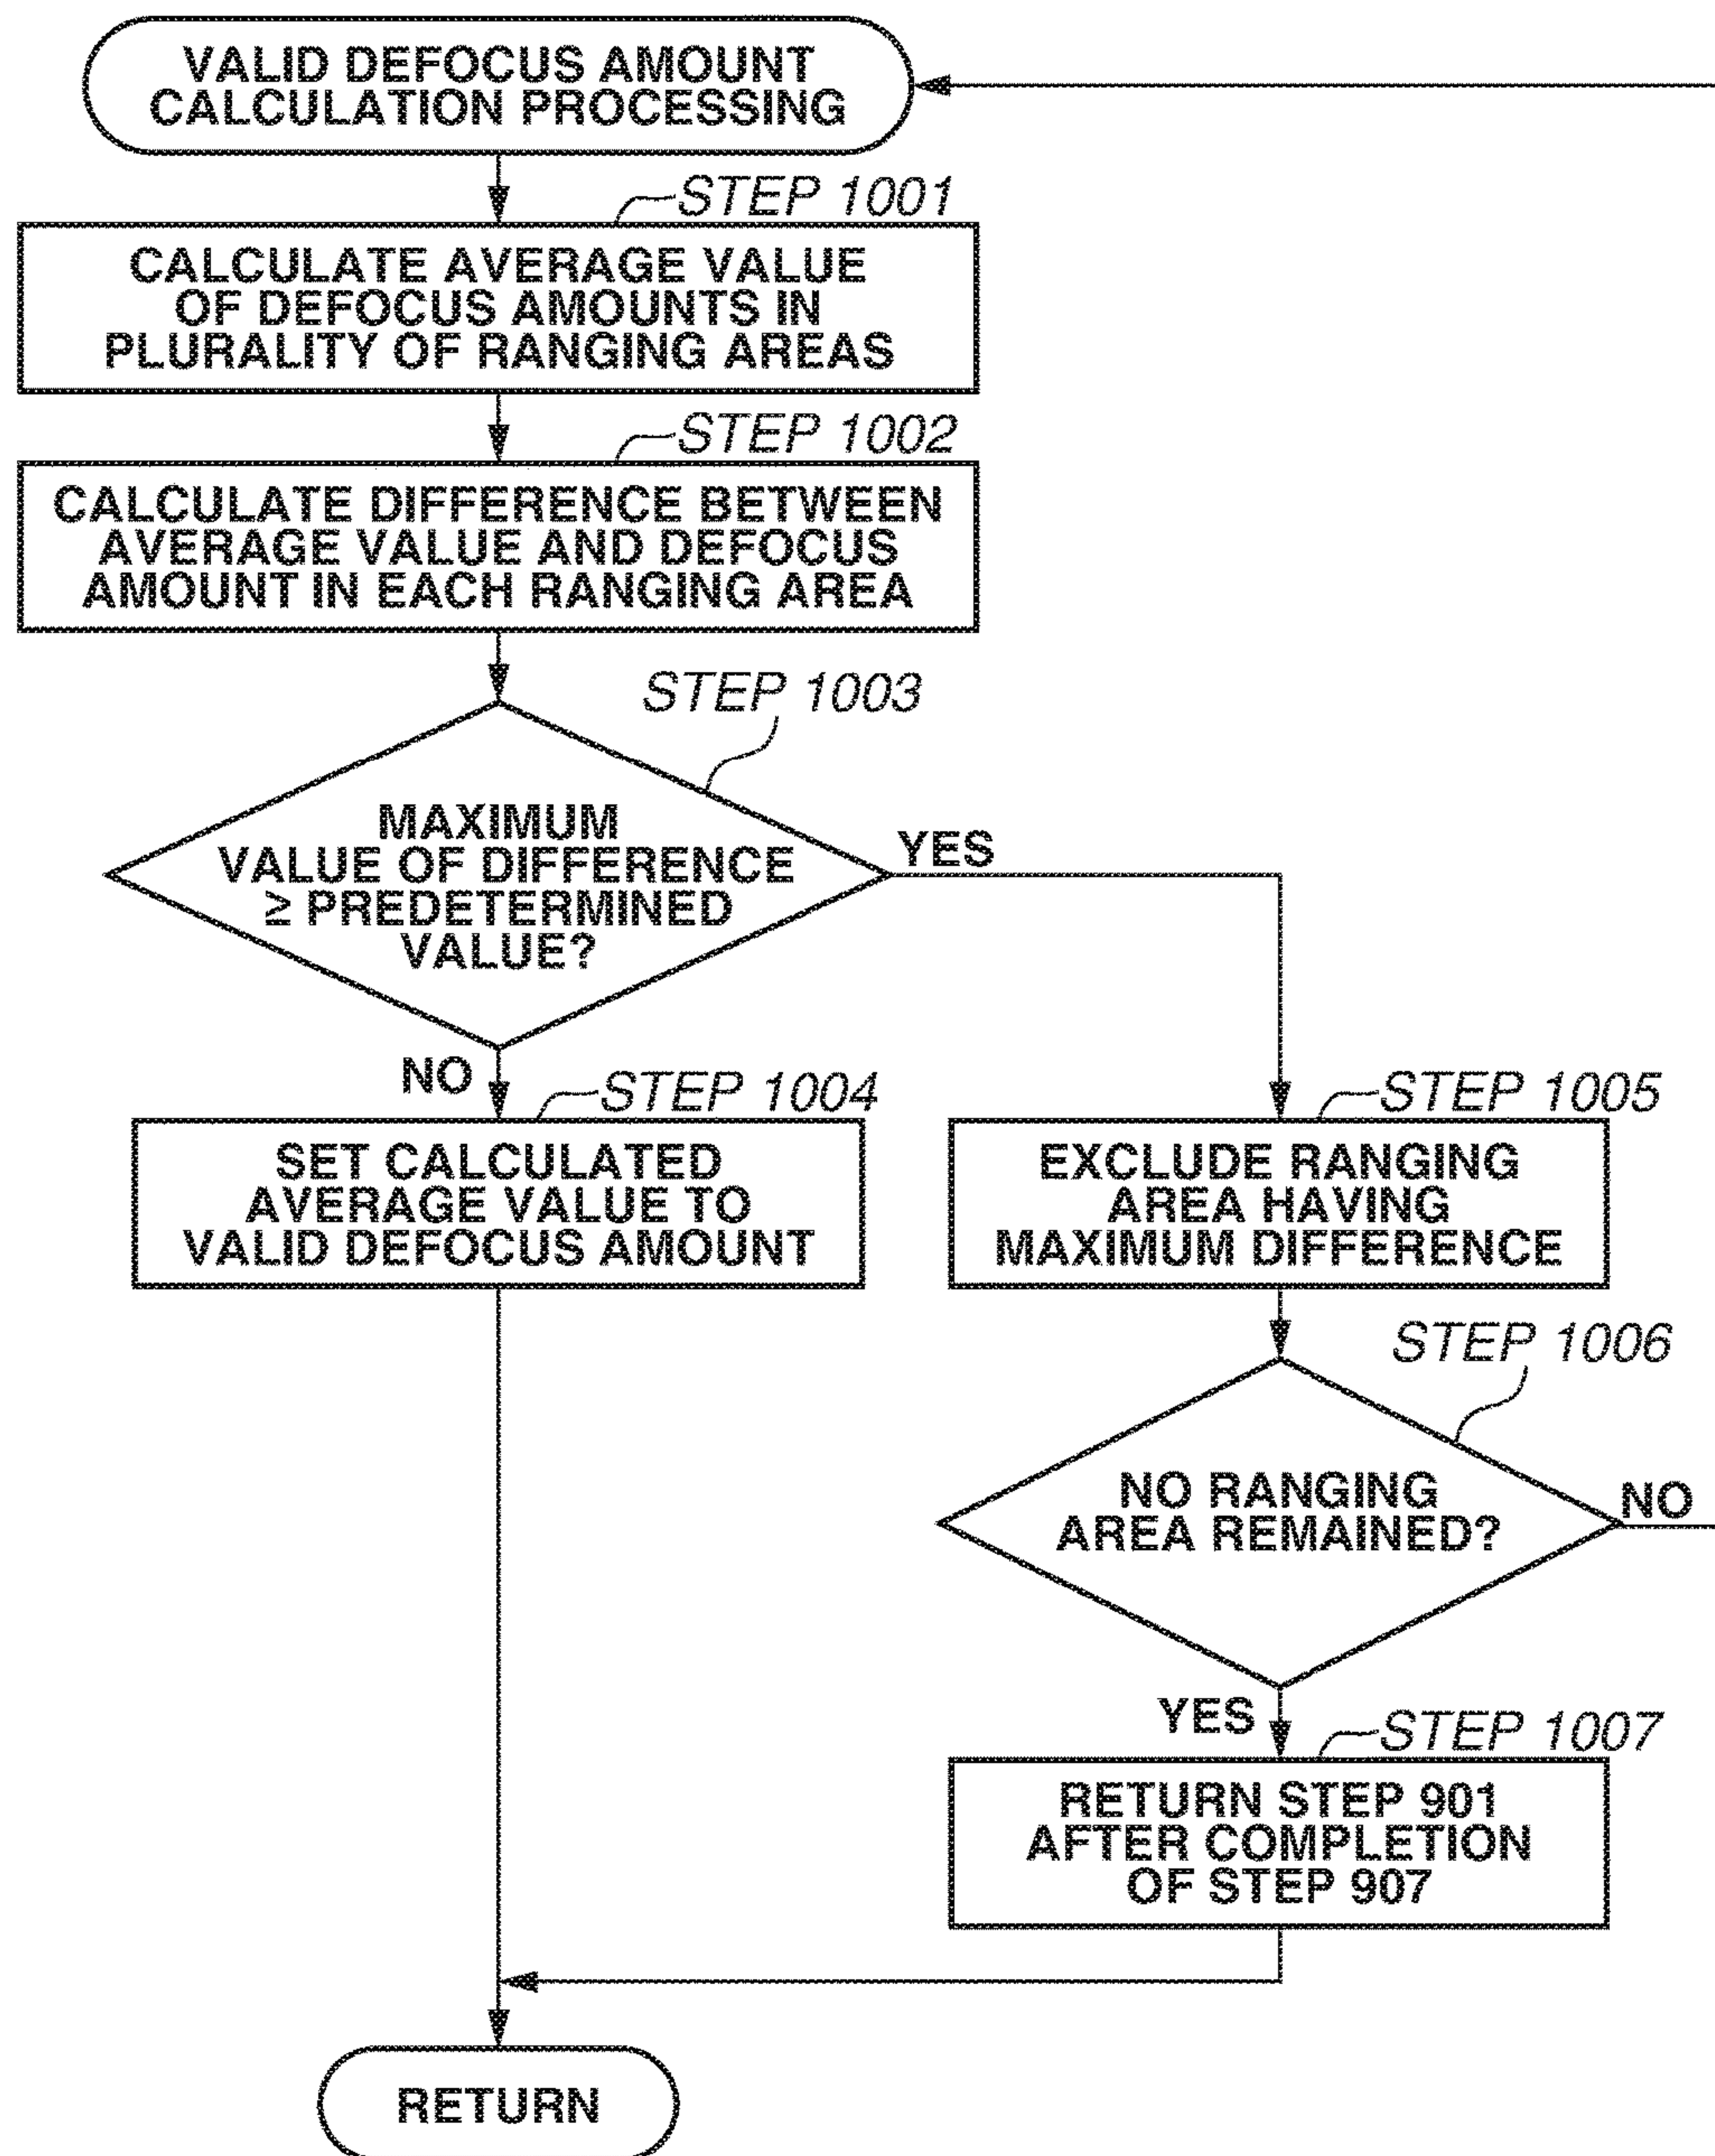 VALID DEFOCUS AMOUNT
CALCULATION PROCESSING
STEP 1001
CALCULATE AVERAGE VALUE
OF DEFOCUS AMOUNTS IN
PLURALITY OF RANGING AREAS
STEP 1002
CALCULATE DIFFERENCE BETWEEN
AVERAGE VALUE AND DEFOCUS
AMOUNT IN EACH RANGING AREA
STEP 1003
MAXIMUM
VALUE OF DIFFERENCE
≥ PREDETERMINED
VALUE?
YES
NO
STEP 1004
SET CALCULATED
AVERAGE VALUE TO
VALID DEFOCUS AMOUNT
STEP 1005
EXCLUDE RANGING
AREA HAVING
MAXIMUM DIFFERENCE
STEP 1006
NO RANGING
AREA REMAINED?
NO
YES
STEP 1007
RETURN STEP 901
AFTER COMPLETION
OF STEP 907
RETURN